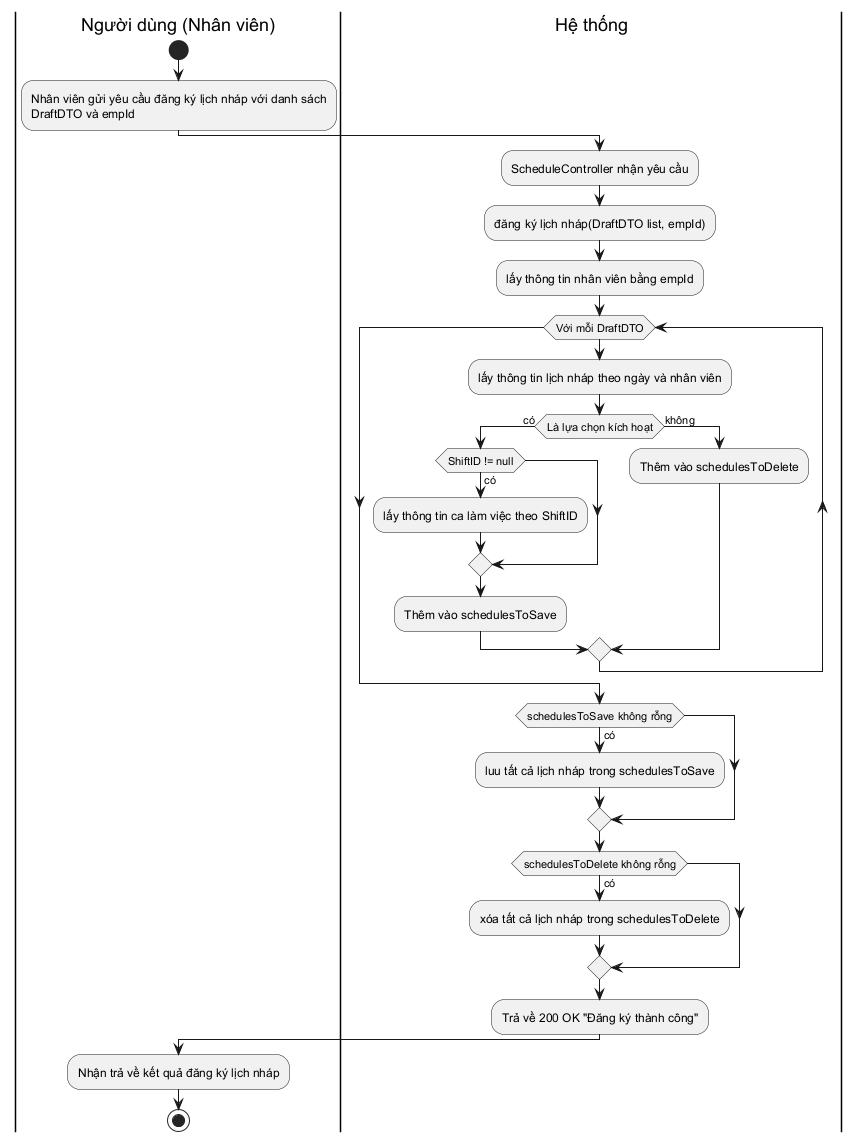 Người dùng (Nhân viên)
Hệ thống
Nhân viên gửi yêu cầu đăng ký lịch nháp với danh sách
DraftDTO và empId
ScheduleController nhận yêu cầu
đăng ký lịch nháp(DraftDTO list, empId)
lấy thông tin nhân viên bằng empId
Với mỗi DraftDTO
lấy thông tin lịch nháp theo ngày và nhân viên
có
Là lựa chọn kích hoạt
không
ShiftID != null
Thêm vào schedulesToDelete
có
lấy thông tin ca làm việc theo ShiftID
Thêm vào schedulesToSave
schedulesToSave không rỗng
có
luu tất cả lịch nháp trong schedulesToSave
schedulesToDelete không rỗng
có
xóa tất cả lịch nháp trong schedulesToDelete
Trả về 200 OK "Đăng ký thành công"
Nhận trả về kết quả đăng ký lịch nháp